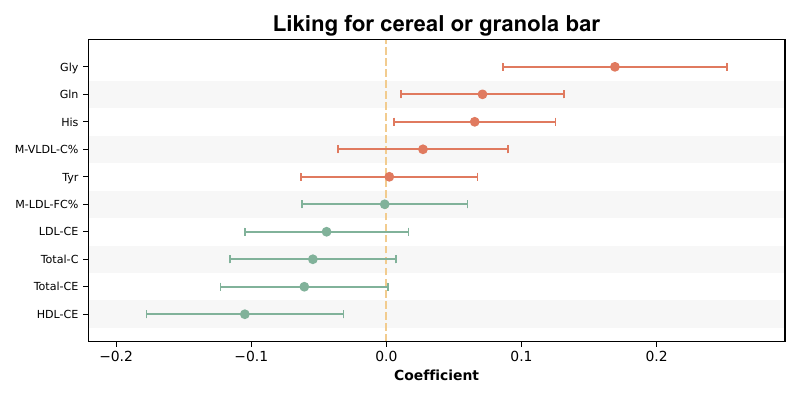 Liking for cereal or granola bar
Gly
Gln
His
M-VLDL-C%
Tyr
M-LDL-FC%
LDL-CE
Total-C
Total-CE
HDL-CE
−0.2 −0.1 0.0 0.1 0.2
Coefficient